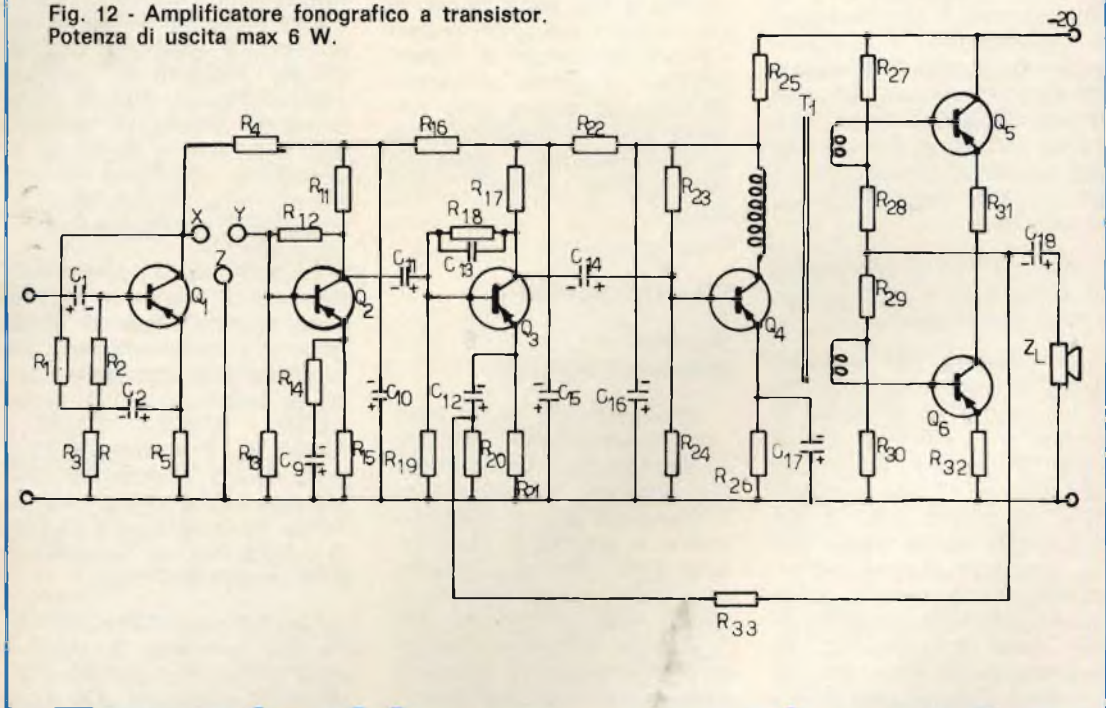 Fig. 12 - Amplificatore fonografico a transistor.
Potenza di uscita max 6 W.
-20
R25
R27
T1
Q5
R4
R16
R22
R11
R17
R23
R28
R31
X
Y
R12
R18
C13
C18
Z
C11
C14
C1
Q1
Q2
Q3
Q4
R29
ZL
R1
R2
R14
C10
C12
C15
C16
Q6
C2
R3
R
R5
R13
C9
R15
R19
R20
R24
R26
C17
R30
R32
R33